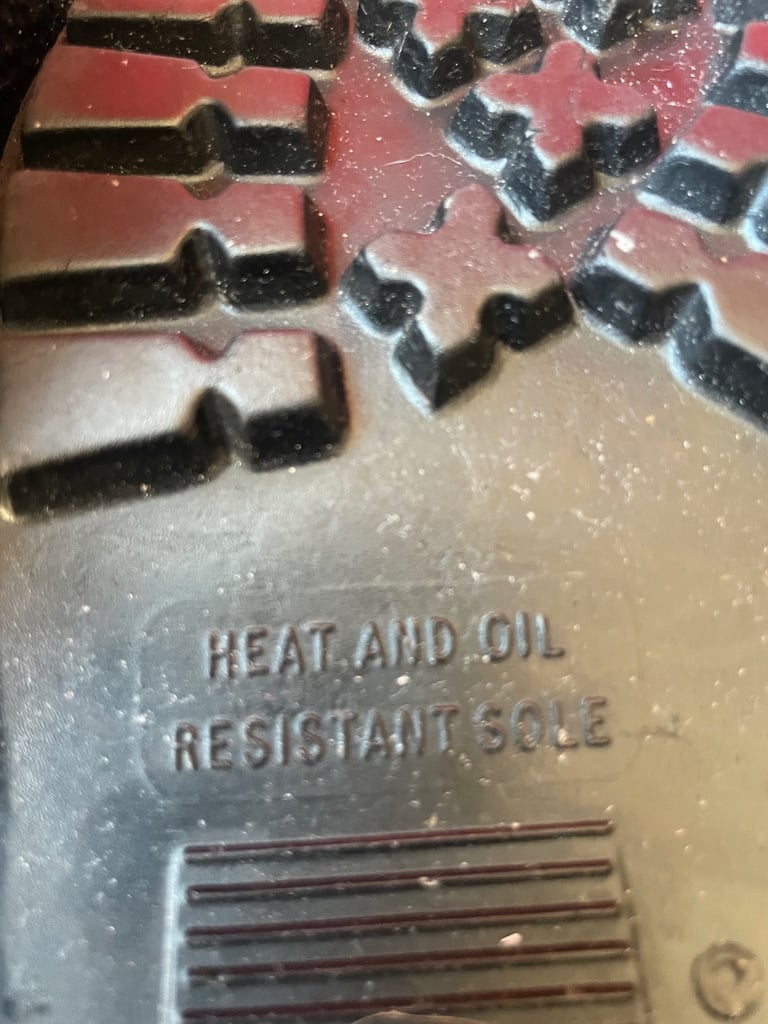 HEAT AND OIL
RESISTANT SOLE